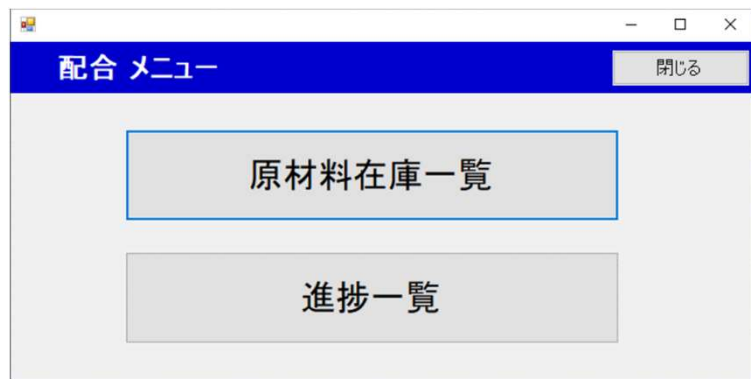 配合 メニュー
閉じる
原材料在庫一覧
進捗一覧